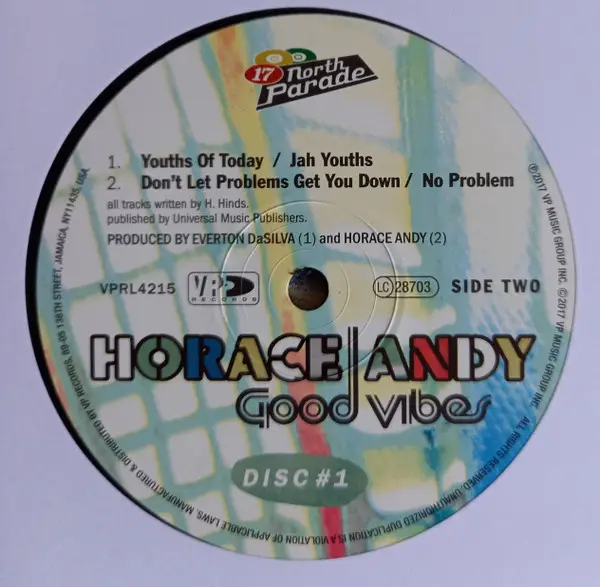 17 North
Parade
1. Youths Of Today / Jah Youths
2. Don't Let Problems Get You Down / No Problem
all tracks written by H. Hinds.
published by Universal Music Publishers.
PRODUCED BY EVERTON DaSILVA (1) and HORACE ANDY (2)
VPRL4215 VP RECORDS LC 28703 SIDE TWO
HORACE ANDY
Good vibes
DISC #1
℗2017 VP MUSIC GROUP INC. ©2017 VP MUSIC GROUP INC. ALL RIGHTS RESERVED. UNAUTHORIZED DUPLICATION IS A VIOLATION OF APPLICABLE LAWS. MANUFACTURED & DISTRIBUTED BY VP RECORDS, 89-05 138TH STREET, JAMAICA, NY11435, USA